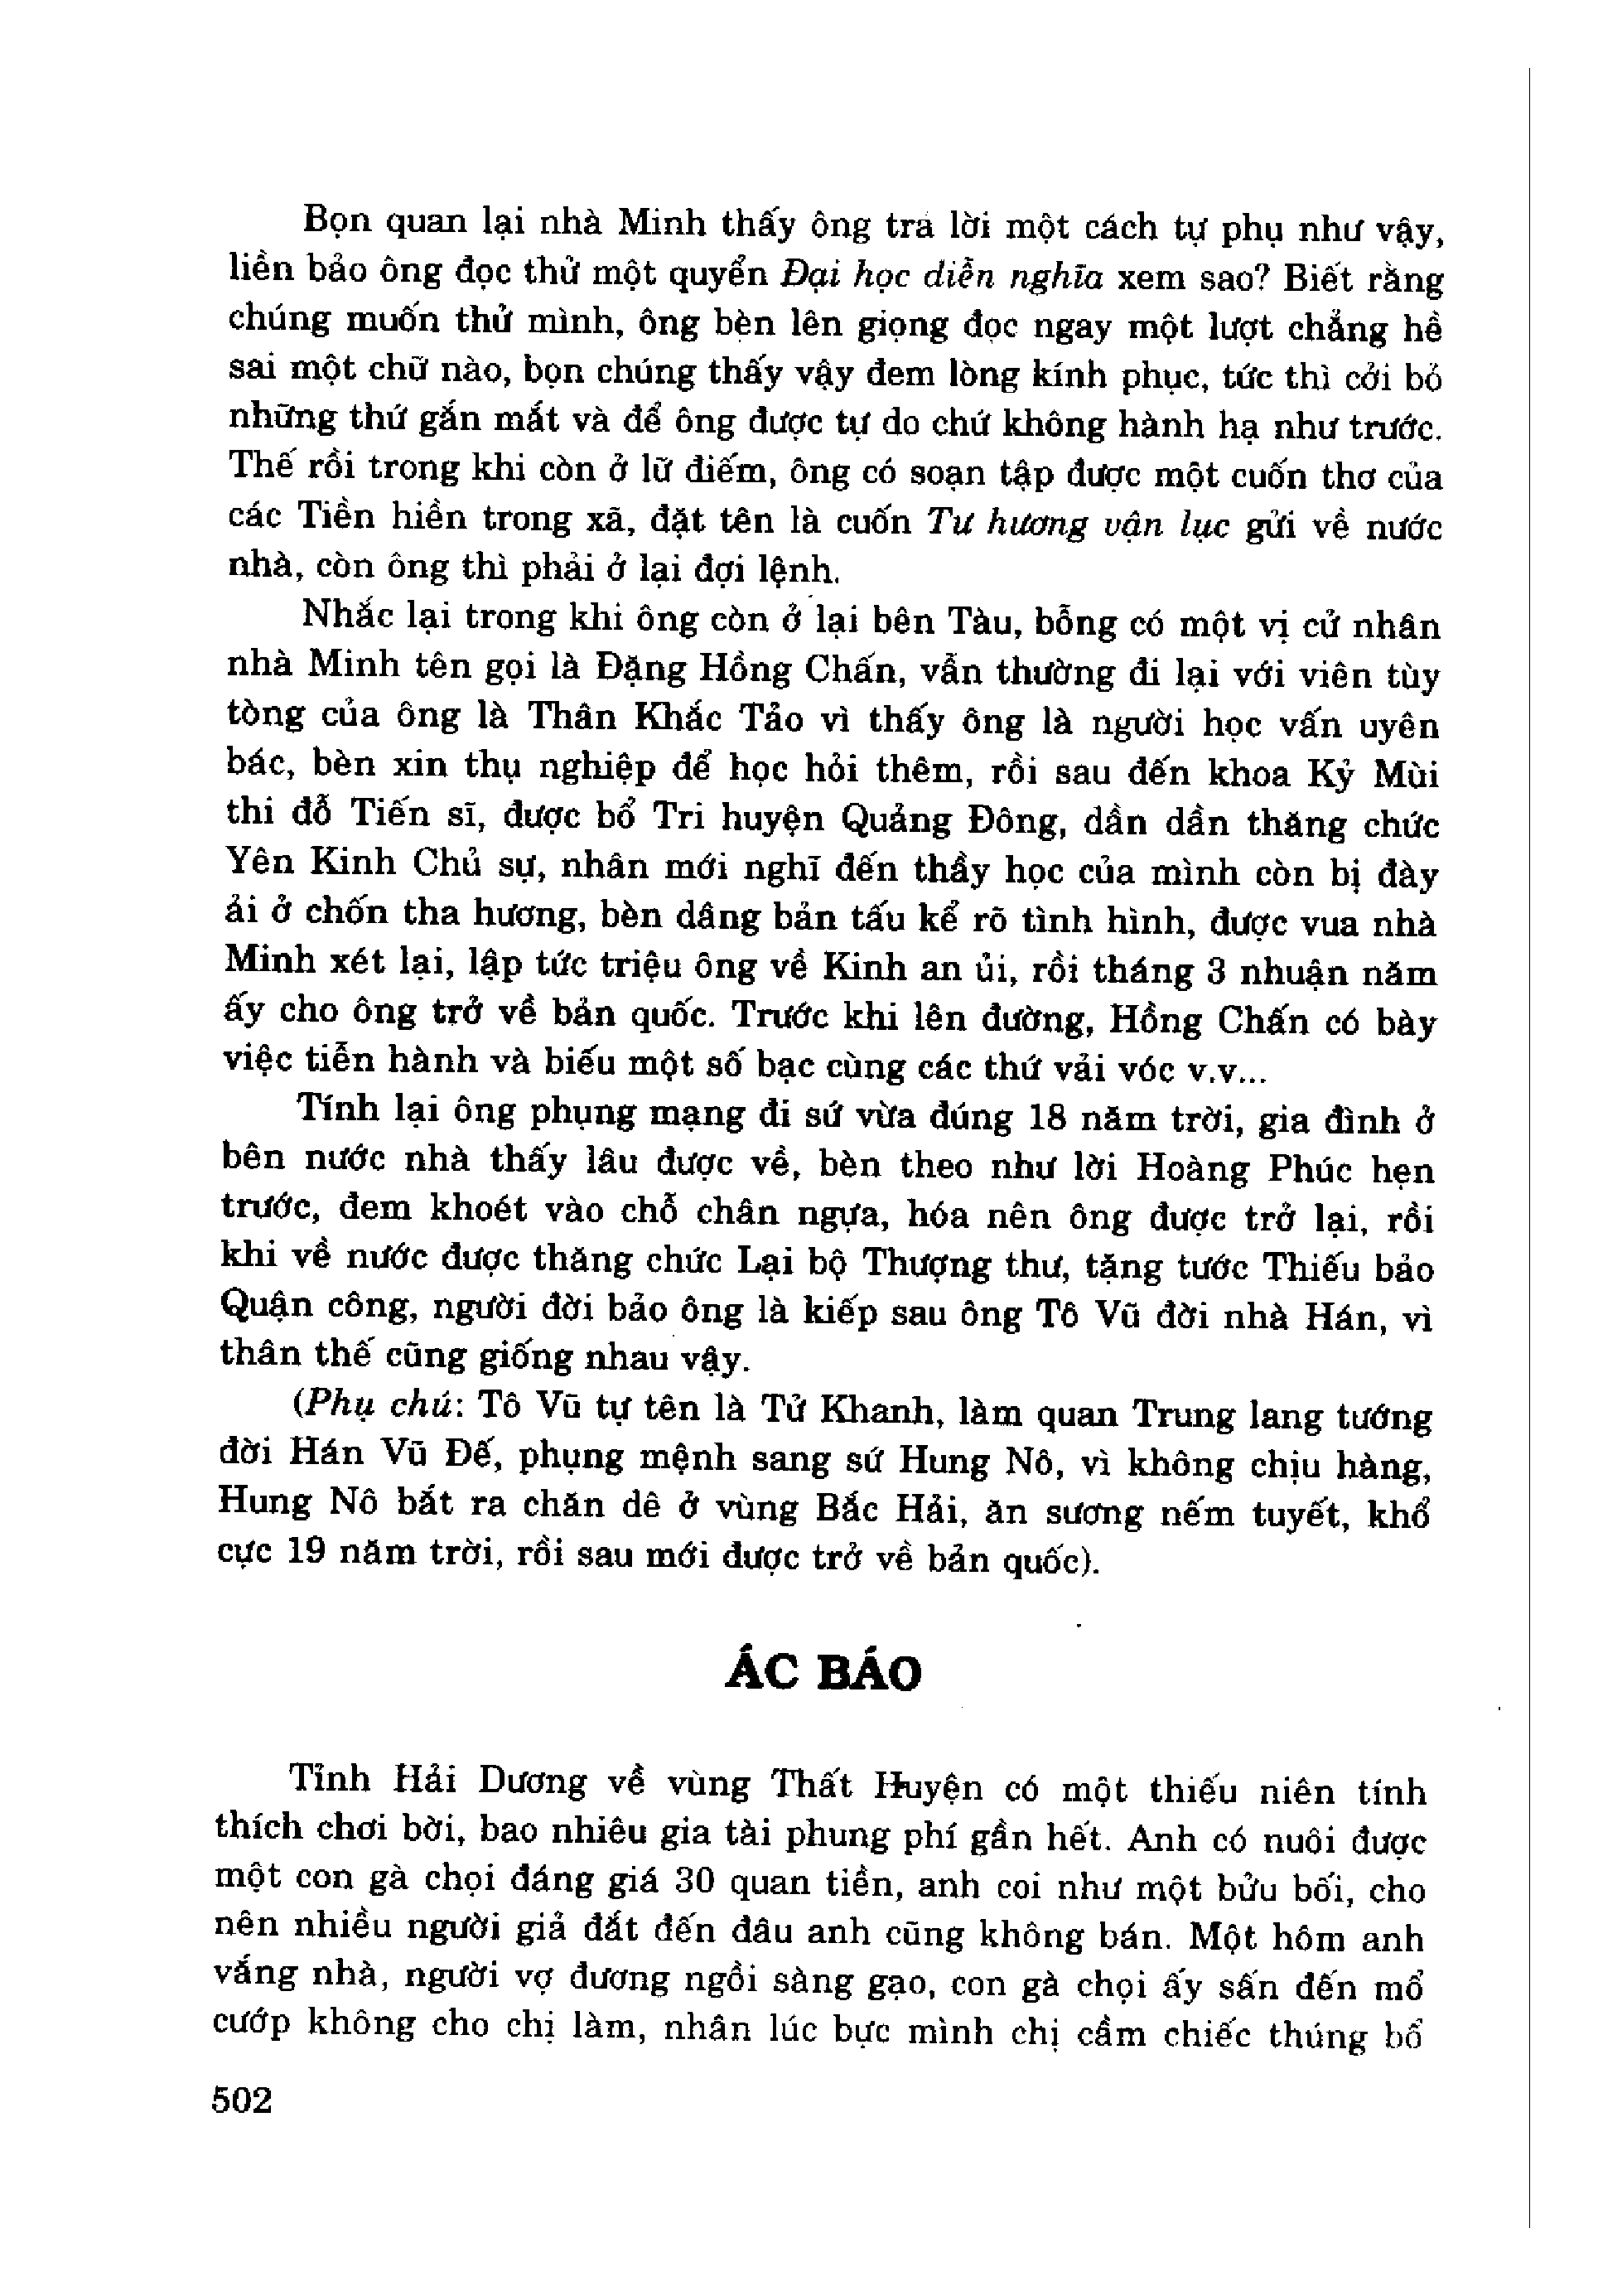 Bọn quan lại nhà Minh thấy ông trả lời một cách tự phụ như vậy,
liền bảo ông đọc thử một quyển Đại học diễn nghĩa xem sao? Biết rằng
chúng muốn thử mình, ông bèn lên giọng đọc ngay một lượt chẳng hề
sai một chữ nào, bọn chúng thấy vậy đem lòng kính phục, tức thì cởi bỏ
những thứ gắn mắt và để ông được tự do chứ không hành hạ như trước.
Thế rồi trong khi còn ở lữ điếm, ông có soạn tập được một cuốn thơ của
các Tiền hiền trong xã, đặt tên là cuốn Tư hương vận lục gửi về nước
nhà, còn ông thì phải ở lại đợi lệnh.
Nhắc lại trong khi ông còn ở lại bên Tàu, bỗng có một vị cử nhân
nhà Minh tên gọi là Đặng Hồng Chấn, vẫn thường đi lại với viên tùy
tòng của ông là Thân Khắc Tảo vì thấy ông là người học vấn uyên
bác, bèn xin thụ nghiệp để học hỏi thêm, rồi sau đến khoa Kỷ Mùi
thi đỗ Tiến sĩ, được bổ Tri huyện Quảng Đông, dần dần thăng chức
Yên Kinh Chủ sự, nhân mới nghĩ đến thầy học của mình còn bị đày
ải ở chốn tha hương, bèn dâng bản tấu kể rõ tình hình, được vua nhà
Minh xét lại, lập tức triệu ông về Kinh an ủi, rồi tháng 3 nhuận năm
ấy cho ông trở về bản quốc. Trước khi lên đường, Hồng Chấn có bày
việc tiễn hành và biếu một số bạc cùng các thứ vải vóc v.v...
Tính lại ông phụng mạng đi sứ vừa đúng 18 năm trời, gia đình ở
bên nước nhà thấy lâu được về, bèn theo như lời Hoàng Phúc hẹn
trước, đem khoét vào chỗ chân ngựa, hóa nên ông được trở lại, rồi
khi về nước được thăng chức Lại bộ Thượng thư, tặng tước Thiếu bảo
Quận công, người đời bảo ông là kiếp sau ông Tô Vũ đời nhà Hán, vì
thân thế cũng giống nhau vậy.
(Phụ chú: Tô Vũ tự tên là Tử Khanh, làm quan Trung lang tướng
đời Hán Vũ Đế, phụng mệnh sang sứ Hung Nô, vì không chịu hàng,
Hung Nô bắt ra chăn dê ở vùng Bắc Hải, ăn sương nếm tuyết, khổ
cực 19 năm trời, rồi sau mới được trở về bản quốc).
ÁC BÁO
Tỉnh Hải Dương về vùng Thất Huyện có một thiếu niên tính
thích chơi bời, bao nhiêu gia tài phung phí gần hết. Anh có nuôi được
một con gà chọi đáng giá 30 quan tiền, anh coi như một bửu bối, cho
nên nhiều người giả đắt đến đâu anh cũng không bán. Một hôm anh
vắng nhà, người vợ đương ngồi sàng gạo, con gà chọi ấy sấn đến mổ
cướp không cho chị làm, nhân lúc bực mình chị cầm chiếc thúng bổ
502